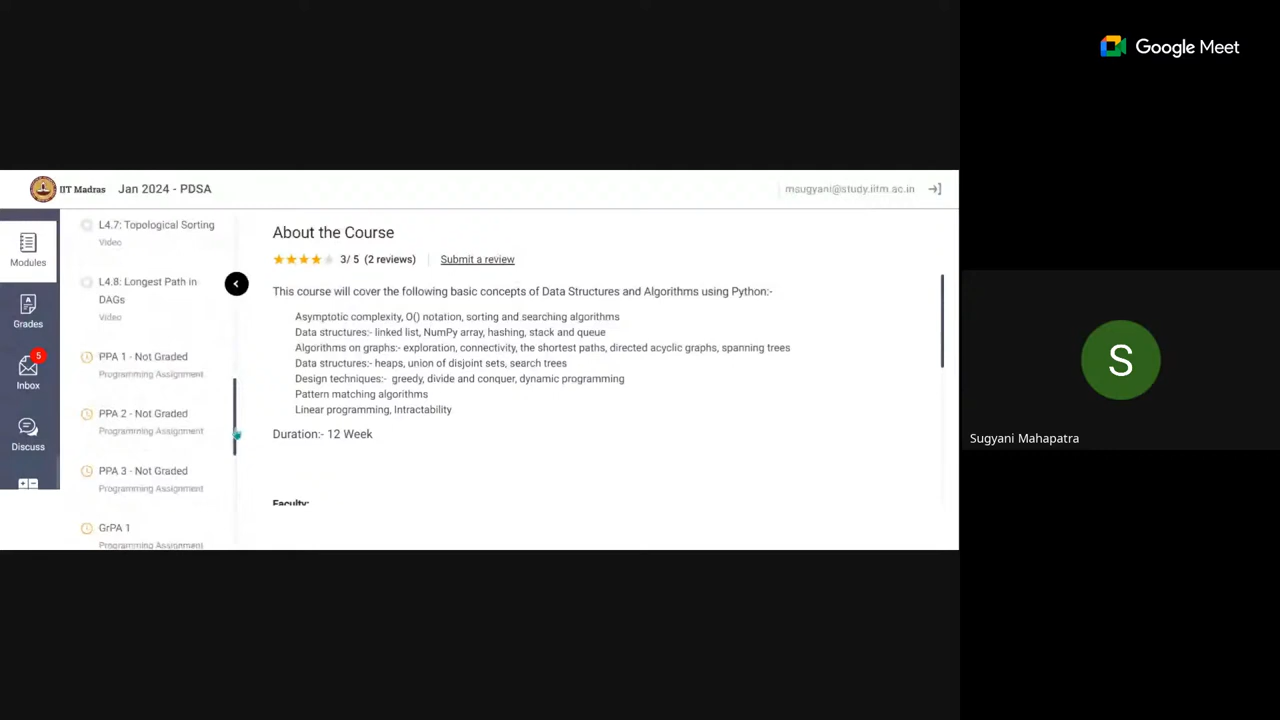 Google Meet
IIT Madras Jan 2024 - PDSA
msugyani@study.iitm.ac.in
Modules
Grades
5
Inbox
Discuss
L4.7: Topological Sorting
Video
L4.8: Longest Path in
DAGs
Video
PPA 1 - Not Graded
Programming Assignment
PPA 2 - Not Graded
Programming Assignment
PPA 3 - Not Graded
Programming Assignment
GrPA 1
Programming Assignment
About the Course
3/ 5 (2 reviews) Submit a review
This course will cover the following basic concepts of Data Structures and Algorithms using Python:-
Asymptotic complexity, O() notation, sorting and searching algorithms
Data structures:- linked list, NumPy array, hashing, stack and queue
Algorithms on graphs:- exploration, connectivity, the shortest paths, directed acyclic graphs, spanning trees
Data structures:- heaps, union of disjoint sets, search trees
Design techniques:- greedy, divide and conquer, dynamic programming
Pattern matching algorithms
Linear programming, Intractability
Duration:- 12 Week
Faculty:
S
Sugyani Mahapatra